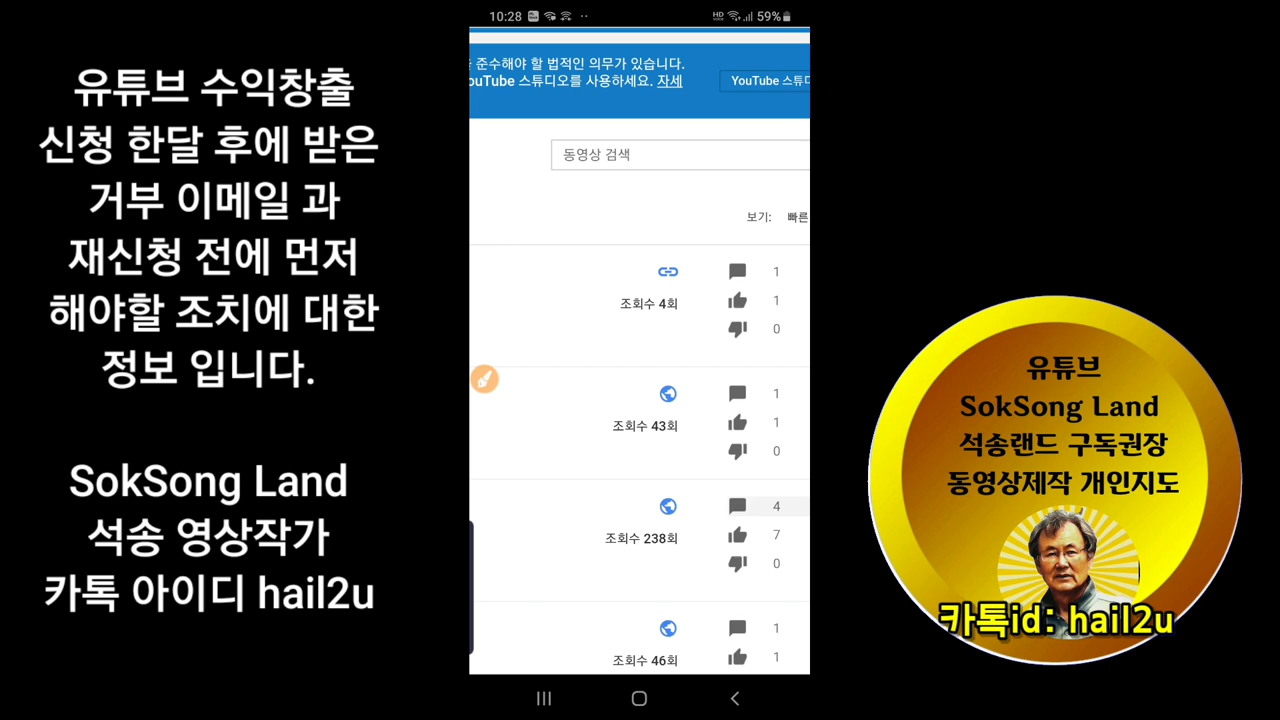 유튜브 수익창출
신청 한달 후에 받은
거부 이메일 과
재신청 전에 먼저
해야할 조치에 대한
정보 입니다.
SokSong Land
석송 영상작가
카톡 아이디 hail2u
10:28
HD VOICE
59%
준수해야 할 법적인 의무가 있습니다.
ouTube 스튜디오를 사용하세요. 자세
YouTube 스튜디
동영상 검색
보기: 빠른
1
조회수 4회
1
0
1
조회수 43회
1
0
4
조회수 238회
7
0
1
조회수 46회
1
유튜브
SokSong Land
석송랜드 구독권장
동영상제작 개인지도
카톡id: hail2u